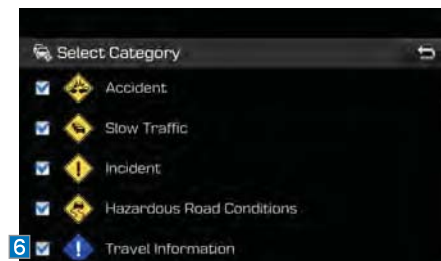 Select Category
Accident
Slow Traffic
Incident
Hazardous Road Conditions
6 Travel Information